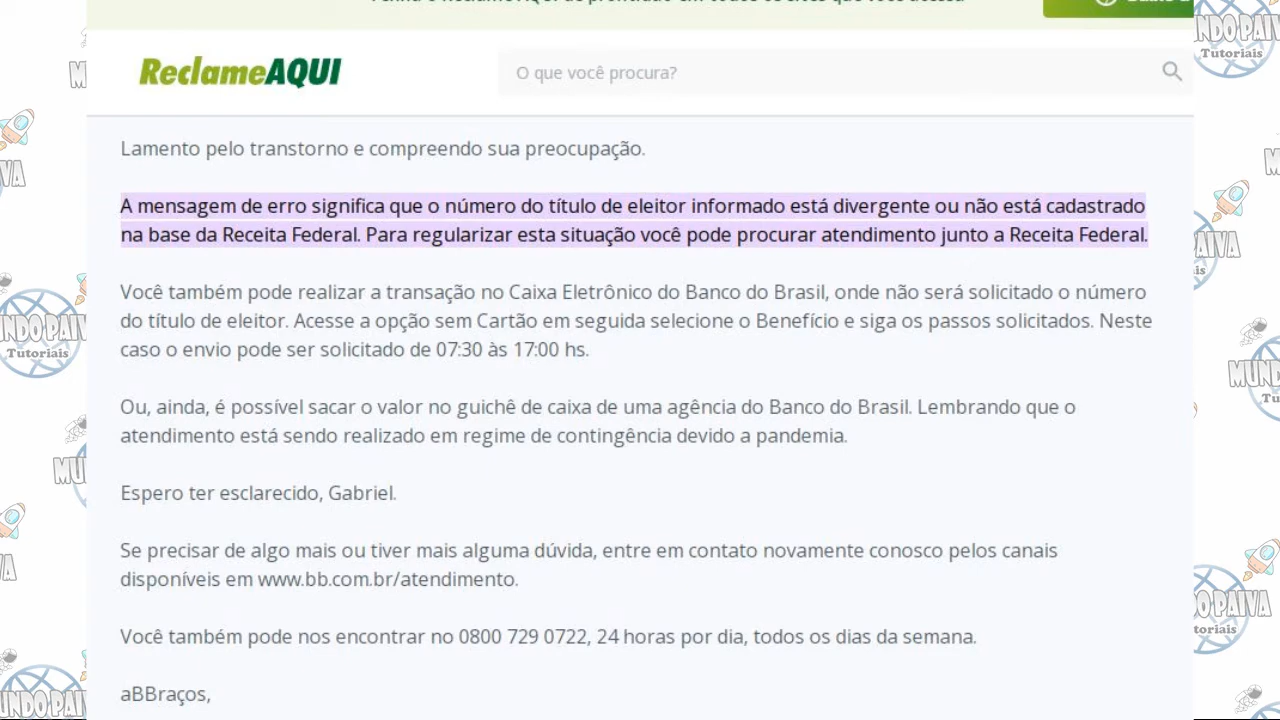 ReclameAQUI
O que você procura?
Lamento pelo transtorno e compreendo sua preocupação.
A mensagem de erro significa que o número do título de eleitor informado está divergente ou não está cadastrado
na base da Receita Federal. Para regularizar esta situação você pode procurar atendimento junto a Receita Federal.
Você também pode realizar a transação no Caixa Eletrônico do Banco do Brasil, onde não será solicitado o número
do título de eleitor. Acesse a opção sem Cartão em seguida selecione o Benefício e siga os passos solicitados. Neste
caso o envio pode ser solicitado de 07:30 às 17:00 hs.
Ou, ainda, é possível sacar o valor no guichê de caixa de uma agência do Banco do Brasil. Lembrando que o
atendimento está sendo realizado em regime de contingência devido a pandemia.
Espero ter esclarecido, Gabriel.
Se precisar de algo mais ou tiver mais alguma dúvida, entre em contato novamente conosco pelos canais
disponíveis em www.bb.com.br/atendimento.
Você também pode nos encontrar no 0800 729 0722, 24 horas por dia, todos os dias da semana.
aBBraços,
Tutoriais
Tutoriais